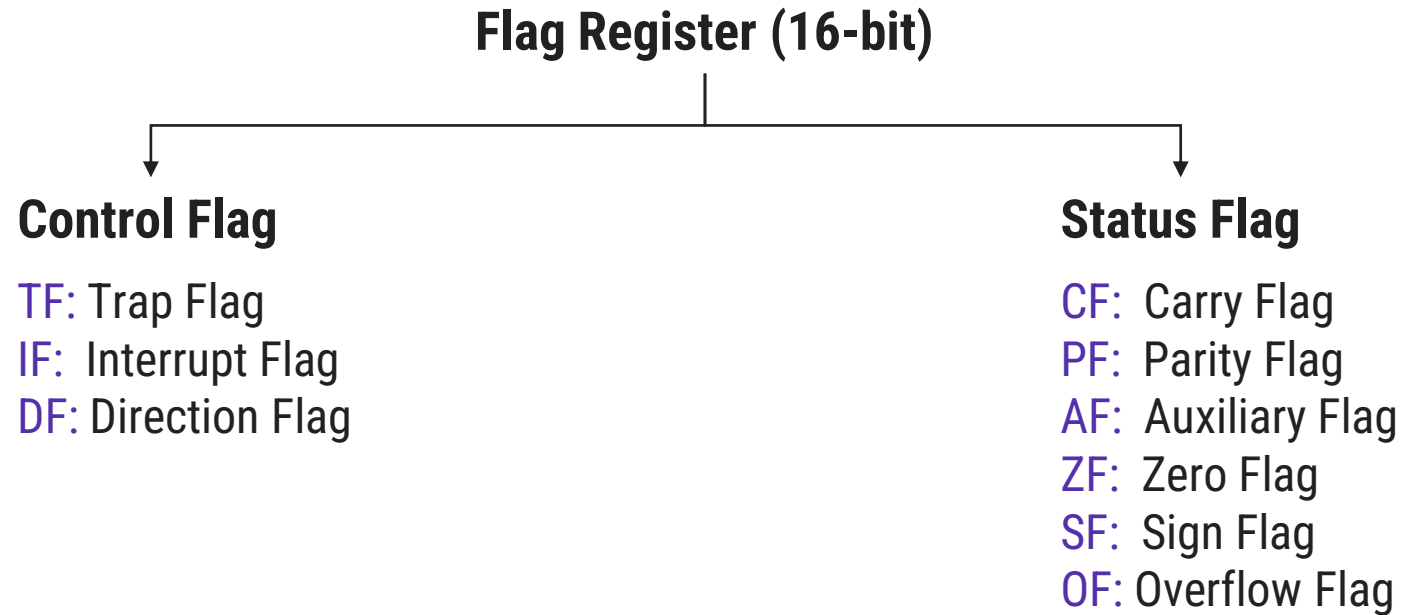 Flag Register (16-bit)
Control Flag
TF: Trap Flag
IF: Interrupt Flag
DF: Direction Flag
Status Flag
CF: Carry Flag
PF: Parity Flag
AF: Auxiliary Flag
ZF: Zero Flag
SF: Sign Flag
OF: Overflow Flag